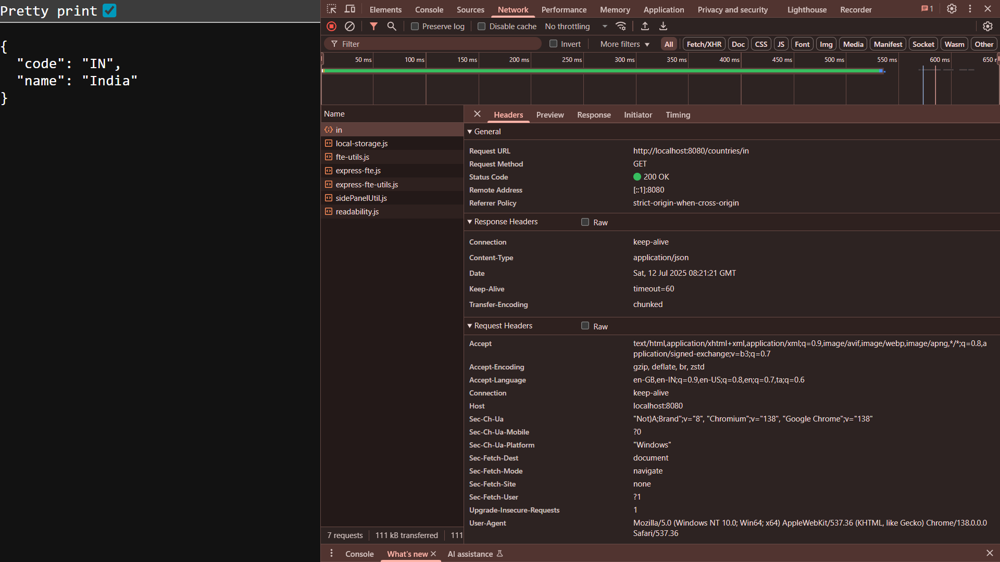 Pretty print
{
"code": "IN",
"name": "India"
}
Elements Console Sources Network Performance Memory Application Privacy and security Lighthouse Recorder 1
Preserve log Disable cache No throttling
Filter Invert More filters All Fetch/XHR Doc CSS JS Font Img Media Manifest Socket Wasm Other
50 ms 100 ms 150 ms 200 ms 250 ms 300 ms 350 ms 400 ms 450 ms 500 ms 550 ms 600 ms 650 r
Name
in
local-storage.js
fte-utils.js
express-fte.js
express-fte-utils.js
sidePanelUtil.js
readability.js
7 requests 111 kB transferred 111
Headers Preview Response Initiator Timing
General
Request URL http://localhost:8080/countries/in
Request Method GET
Status Code 200 OK
Remote Address [::1]:8080
Referrer Policy strict-origin-when-cross-origin
Response Headers Raw
Connection keep-alive
Content-Type application/json
Date Sat, 12 Jul 2025 08:21:21 GMT
Keep-Alive timeout=60
Transfer-Encoding chunked
Request Headers Raw
Accept text/html,application/xhtml+xml,application/xml;q=0.9,image/avif,image/webp,image/apng,*/*;q=0.8,a
pplication/signed-exchange;v=b3;q=0.7
Accept-Encoding gzip, deflate, br, zstd
Accept-Language en-GB,en-IN;q=0.9,en-US;q=0.8,en;q=0.7,ta;q=0.6
Connection keep-alive
Host localhost:8080
Sec-Ch-Ua "Not)A;Brand";v="8", "Chromium";v="138", "Google Chrome";v="138"
Sec-Ch-Ua-Mobile ?0
Sec-Ch-Ua-Platform "Windows"
Sec-Fetch-Dest document
Sec-Fetch-Mode navigate
Sec-Fetch-Site none
Sec-Fetch-User ?1
Upgrade-Insecure-Requests 1
User-Agent Mozilla/5.0 (Windows NT 10.0; Win64; x64) AppleWebKit/537.36 (KHTML, like Gecko) Chrome/138.0.0.0
Safari/537.36
Console What's new AI assistance